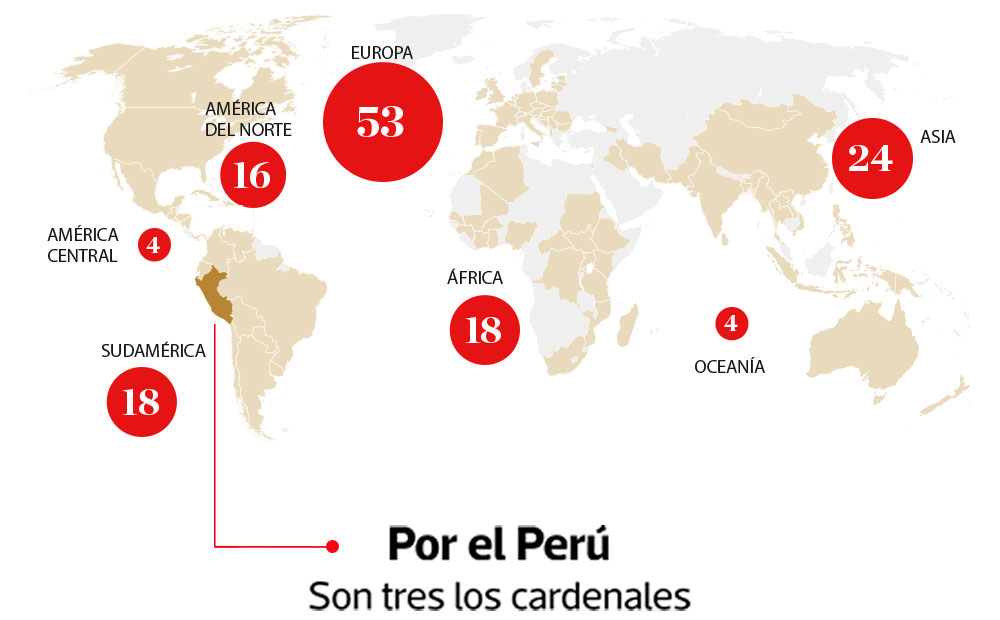 EUROPA
53
AMÉRICA
DEL NORTE
16
ASIA
24
AMÉRICA
CENTRAL
4
ÁFRICA
18
4
OCEANÍA
SUDAMÉRICA
18
Por el Perú
Son tres los cardenales